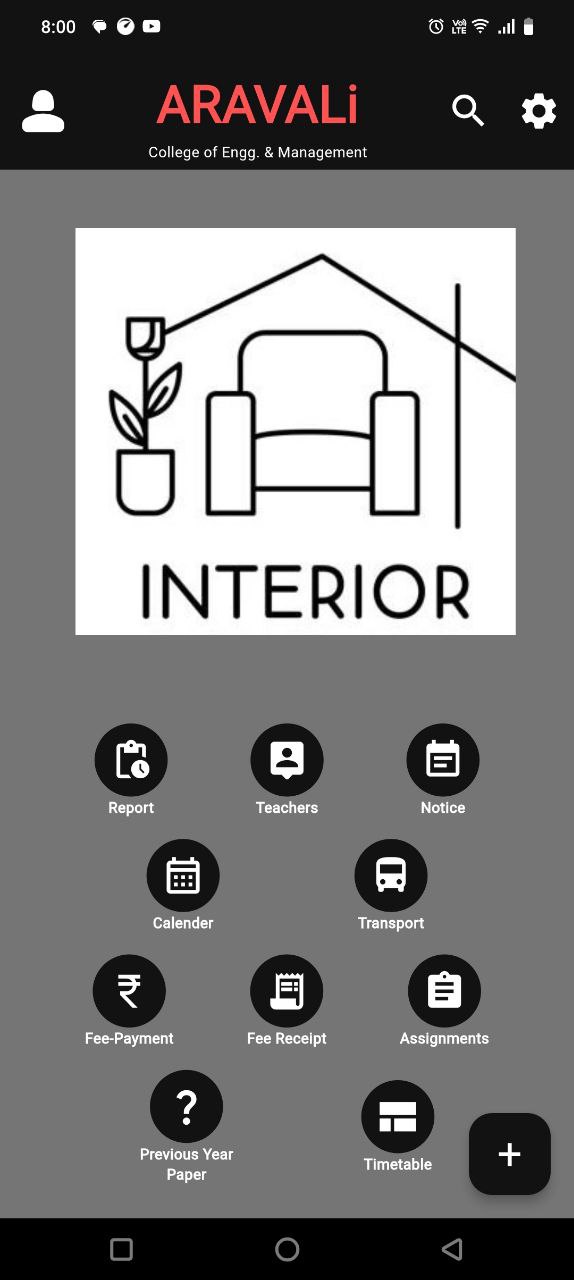 8:00
VoLTE
ARAVALi
College of Engg. & Management
INTERIOR
Report
Teachers
Notice
Calender
Transport
Fee-Payment
Fee Receipt
Assignments
Previous Year
Paper
Timetable